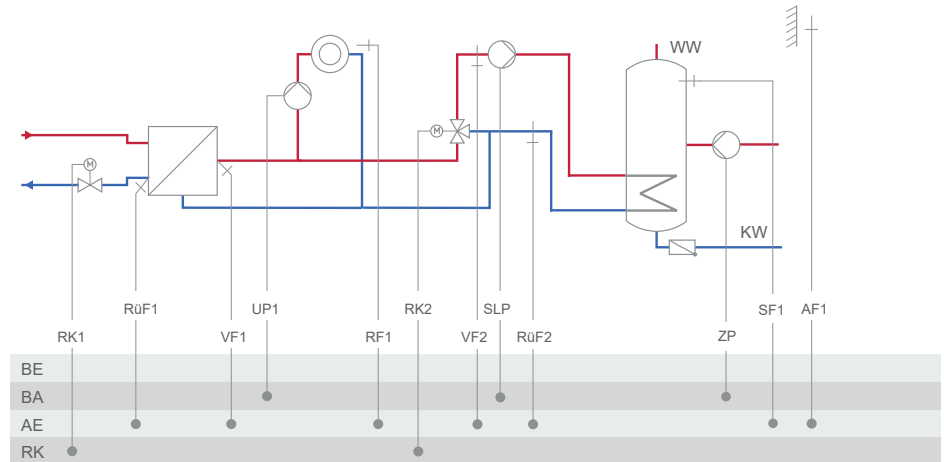 WW
M
M
KW
RüF1
UP1
RK2
SLP
SF1
AF1
RK1
VF1
RF1
VF2
RüF2
ZP
BE
BA
AE
RK